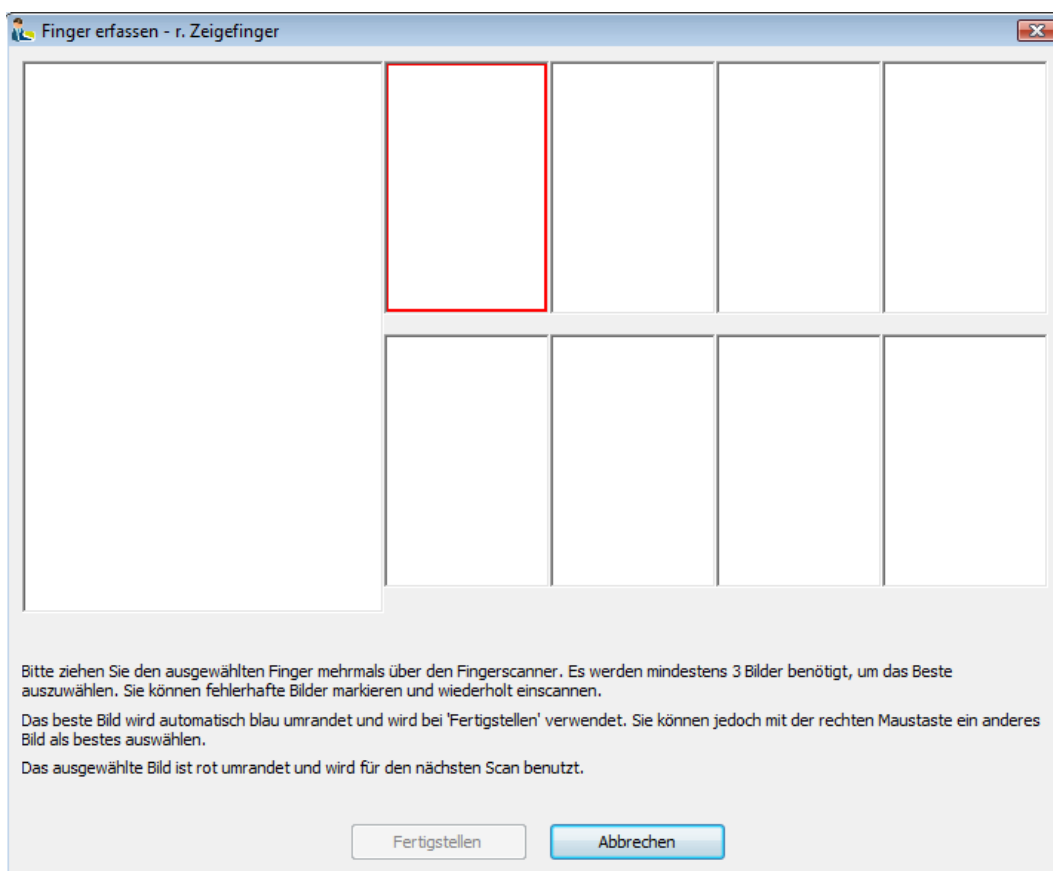 Finger erfassen - r. Zeigefinger
Bitte ziehen Sie den ausgewählten Finger mehrmals über den Fingerscanner. Es werden mindestens 3 Bilder benötigt, um das Beste
auszuwählen. Sie können fehlerhafte Bilder markieren und wiederholt einscannen.
Das beste Bild wird automatisch blau umrandet und wird bei 'Fertigstellen' verwendet. Sie können jedoch mit der rechten Maustaste ein anderes
Bild als bestes auswählen.
Das ausgewählte Bild ist rot umrandet und wird für den nächsten Scan benutzt.
Fertigstellen Abbrechen